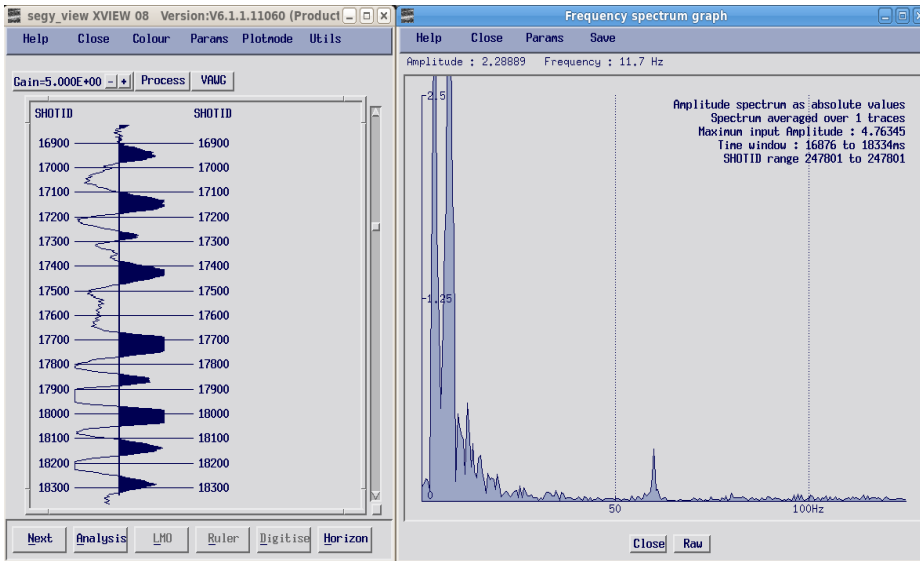 segy_view XVIEW 08 Version:V6.1.1.11060 (Product
Help Close Colour Params Plotmode Utils
Gain=5.000E+00 - + Process VAWG
SHOTID SHOTID
16900 16900
17000 17000
17100 17100
17200 17200
17300 17300
17400 17400
17500 17500
17600 17600
17700 17700
17800 17800
17900 17900
18000 18000
18100 18100
18200 18200
18300 18300
Next Analysis LMO Ruler Digitise Horizon
Frequency spectrum graph
Help Close Params Save
Amplitude : 2.28889 Frequency : 11.7 Hz
2.5
Amplitude spectrum as absolute values
Spectrum averaged over 1 traces
Maximum input Amplitude : 4.76345
Time window : 16876 to 18334ms
SHOTID range 247801 to 247801
1.25
0
50 100Hz
Close Raw